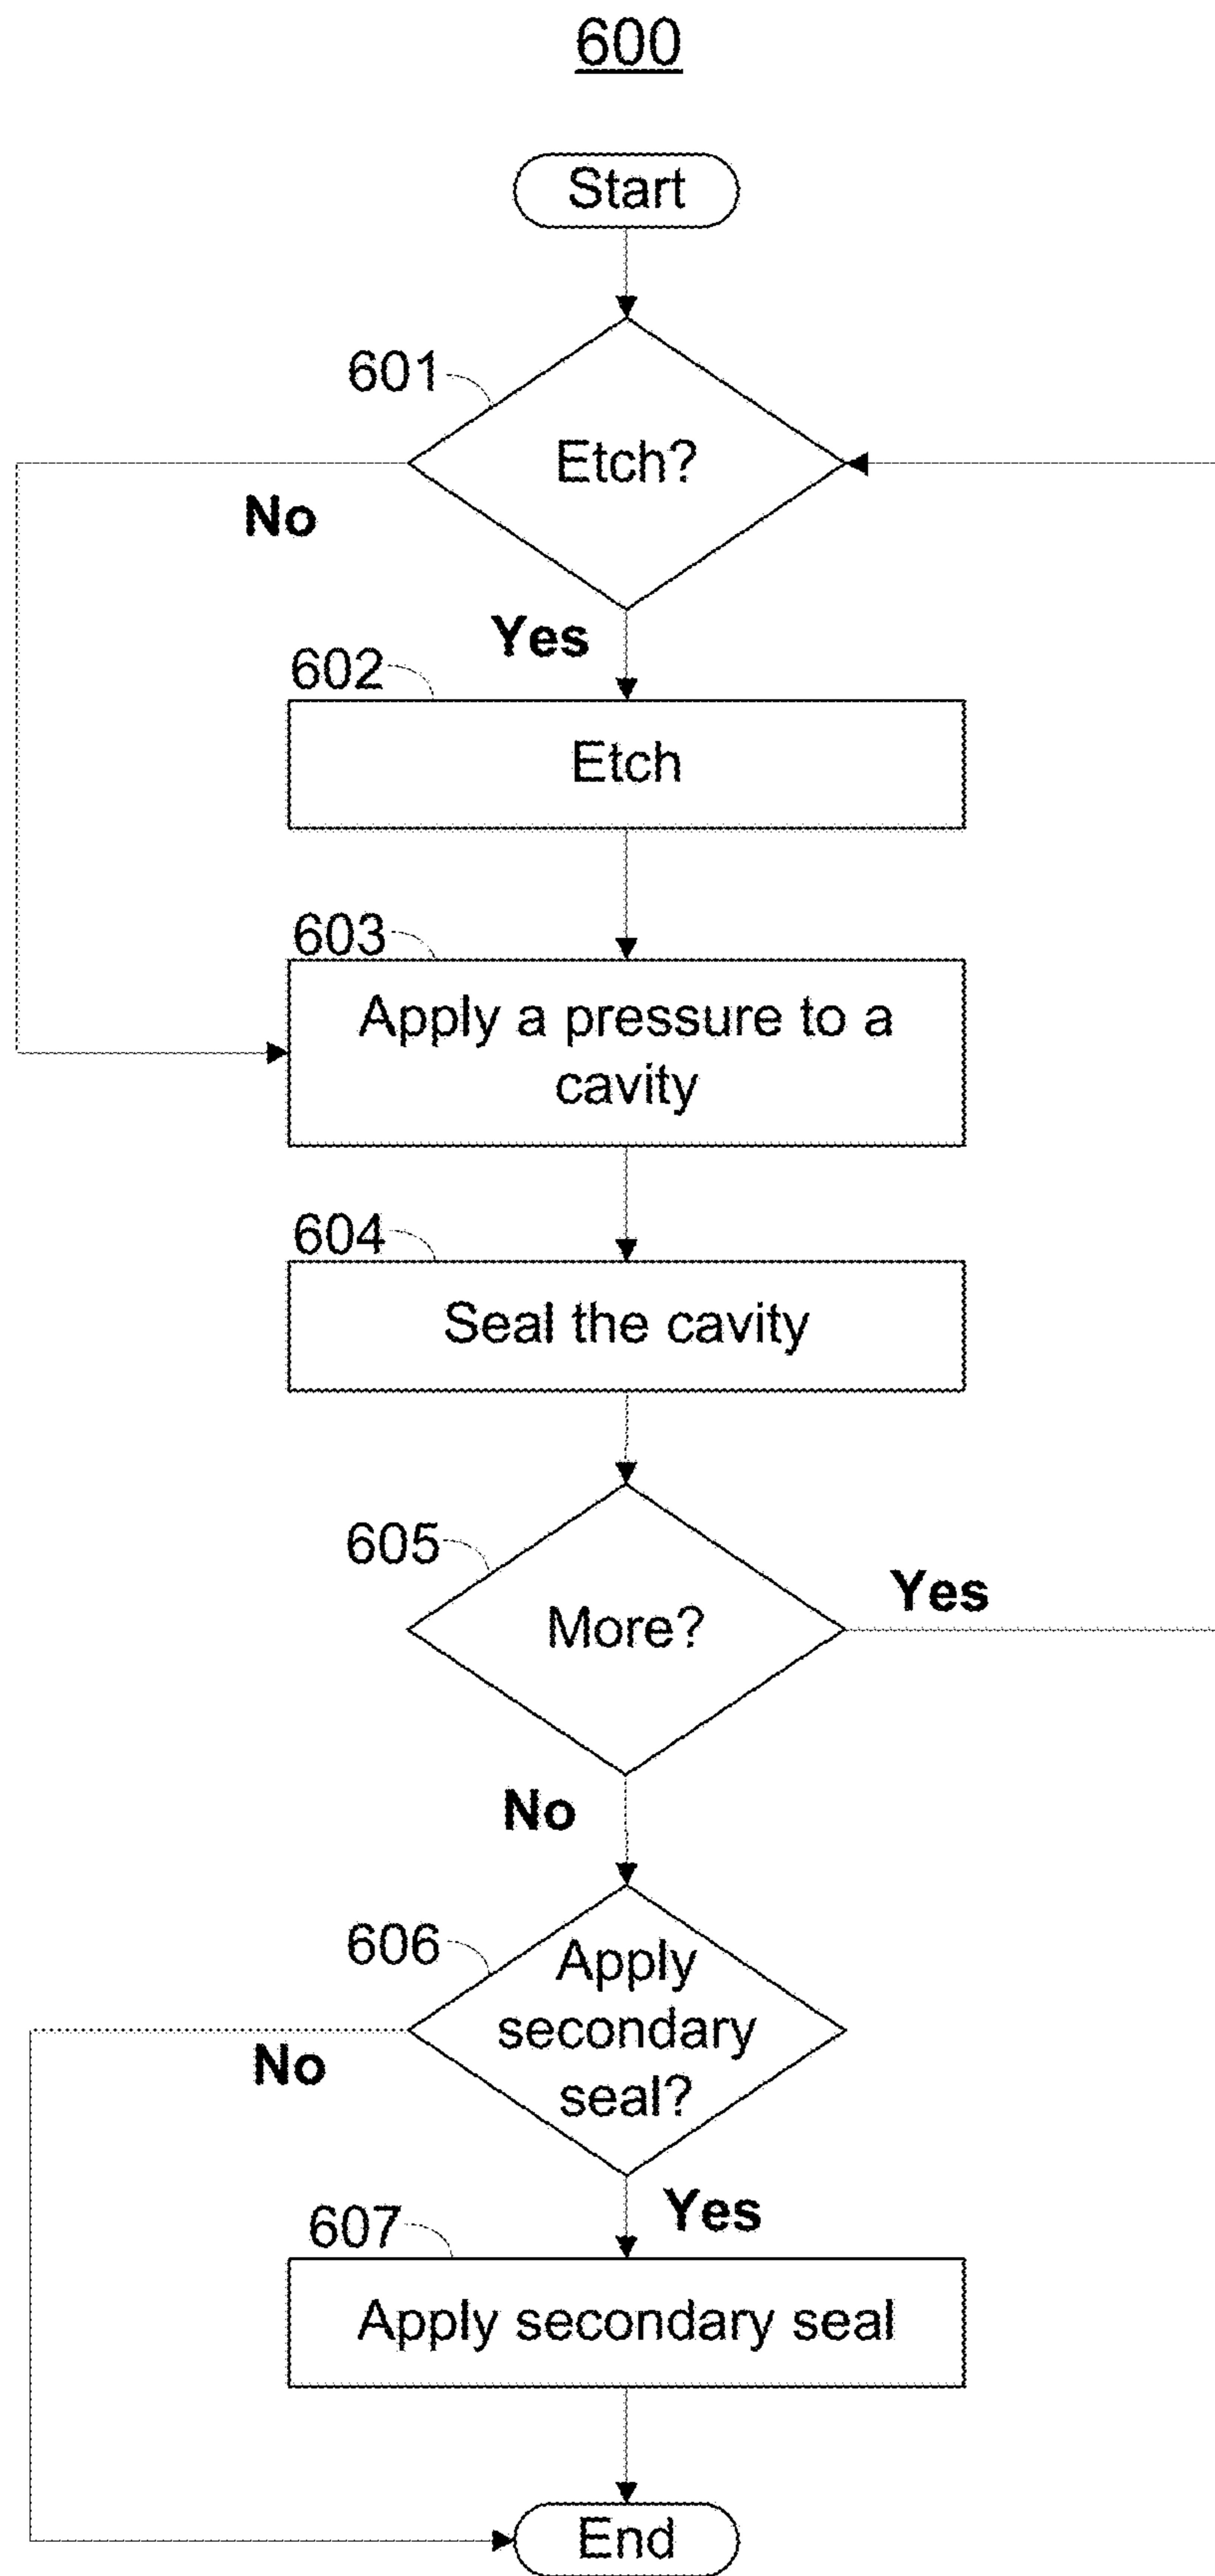 600
Start
601
Etch?
No
Yes
602
Etch
603
Apply a pressure to a
cavity
604
Seal the cavity
605
More?
Yes
No
606
Apply
secondary
seal?
No
Yes
607
Apply secondary seal
End